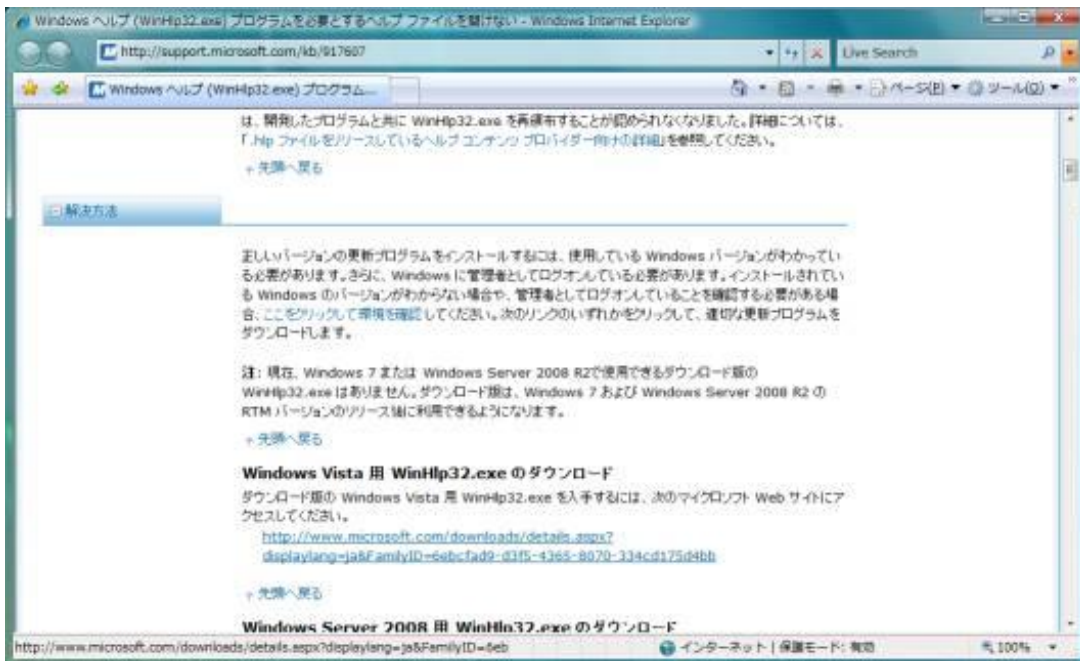 Windows ヘルプ (WinHlp32.exe) プログラムを必要とするヘルプ ファイルを開けない - Windows Internet Explorer
http://support.microsoft.com/kb/917607
Live Search
Windows ヘルプ (WinHlp32.exe) プログラム...
ページ(P) ツール(O)
は、開発したプログラムと共に WinHlp32.exe を再頒布することが認められなくなりました。詳細については、
「.hlp ファイルをリリースしているヘルプ コンテンツ プロバイダー向けの詳細」を参照してください。
先頭へ戻る
解決方法
正しいバージョンの更新プログラムをインストールするには、使用している Windows バージョンがわかってい
る必要があります。さらに、Windows に管理者としてログオンしている必要があります。インストールされてい
る Windows のバージョンがわからない場合や、管理者としてログオンしていることを確認する必要がある場
合、ここをクリックして環境を確認してください。次のリンクのいずれかをクリックして、適切な更新プログラムを
ダウンロードします。
注: 現在、Windows 7 または Windows Server 2008 R2で使用できるダウンロード版の
WinHlp32.exe はありません。ダウンロード版は、Windows 7 および Windows Server 2008 R2 の
RTM バージョンのリリース後に利用できるようになります。
先頭へ戻る
Windows Vista 用 WinHlp32.exe のダウンロード
ダウンロード版の Windows Vista 用 WinHlp32.exe を入手するには、次のマイクロソフト Web サイトにア
クセスしてください。
http://www.microsoft.com/downloads/details.aspx?
displaylang=ja&FamilyID=6ebcfad9-d3f5-4365-8070-334cd175d4bb
先頭へ戻る
Windows Server 2008 用 WinHlp32.exe のダウンロード
http://www.microsoft.com/downloads/details.aspx?displaylang=ja&FamilyID=6eb
インターネット | 保護モード: 有効
100%